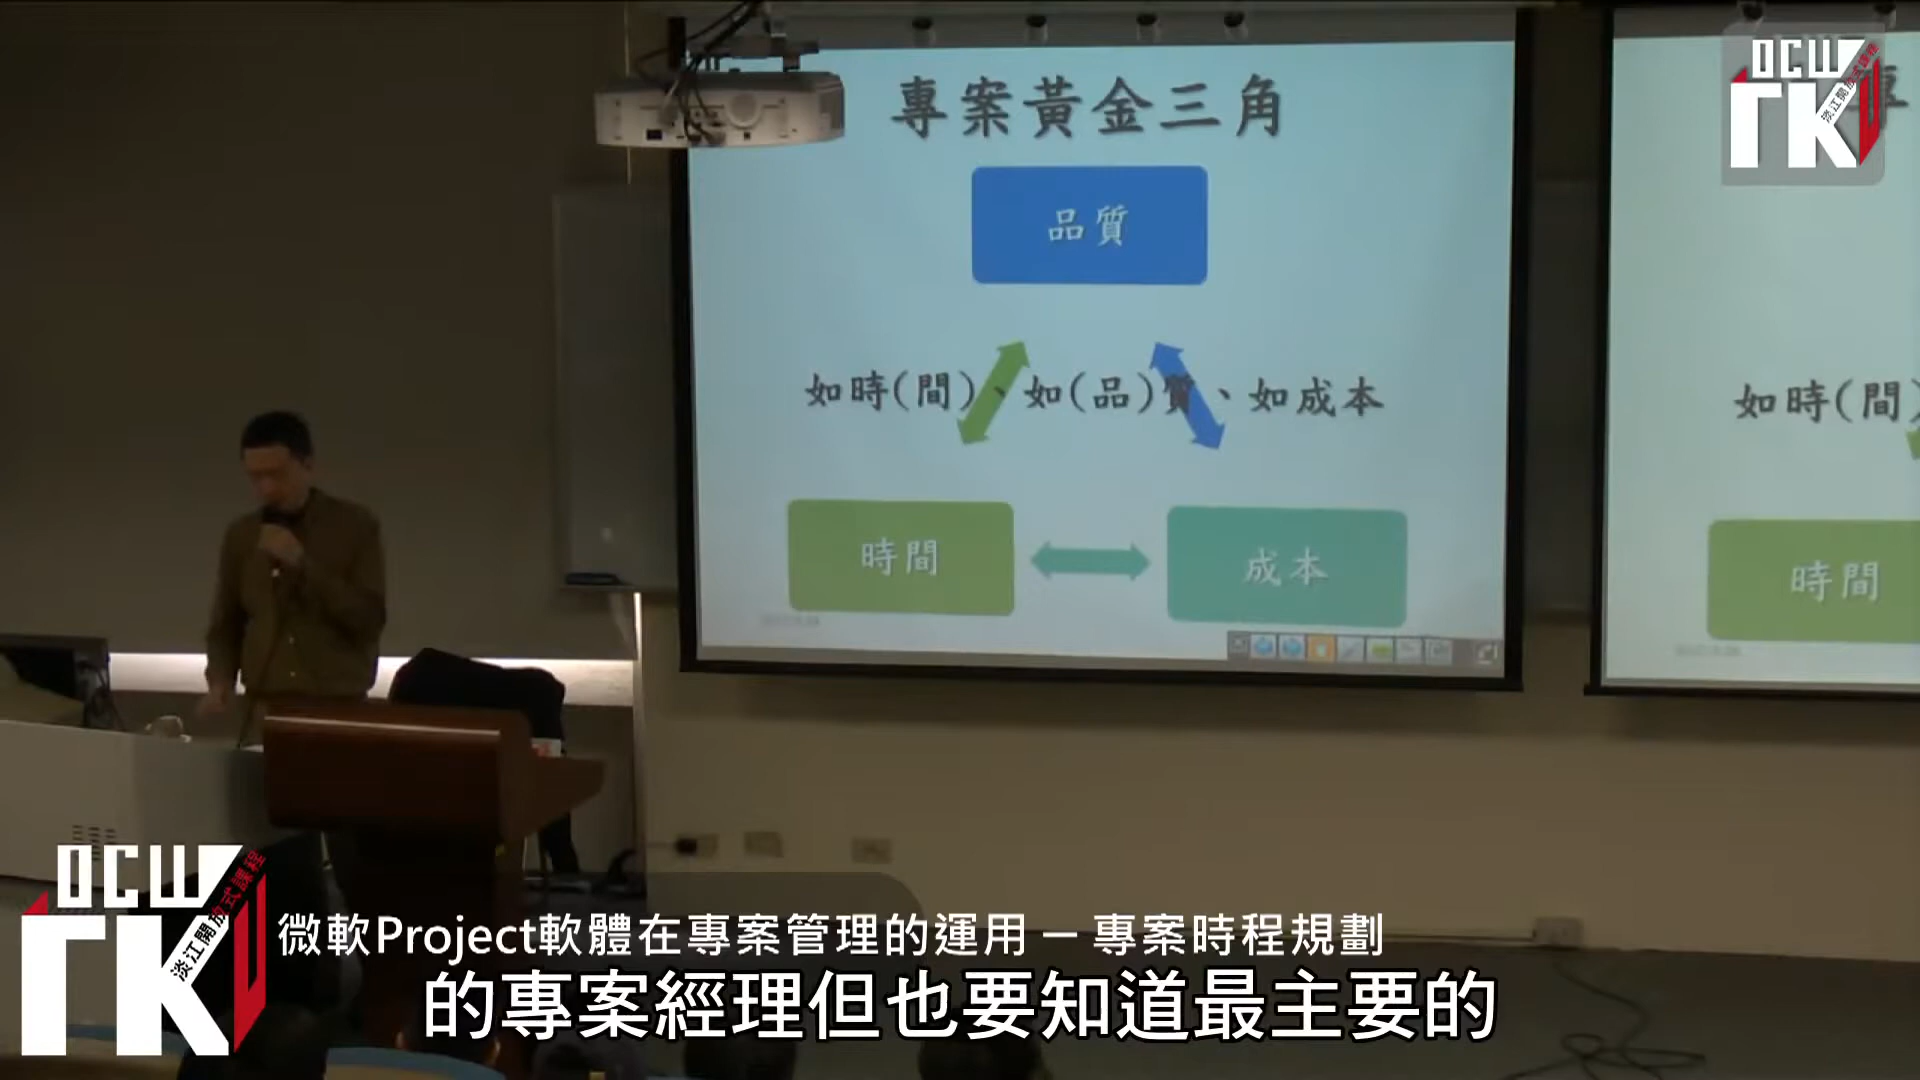 專案黃金三角
品質
如時(間)、如(品)質、如成本
時間
成本
OCW
TKU
淡江開放式課程
專
如時(間)
時間
OCW
TKU
淡江開放式課程
微軟Project軟體在專案管理的運用 — 專案時程規劃
的專案經理但也要知道最主要的